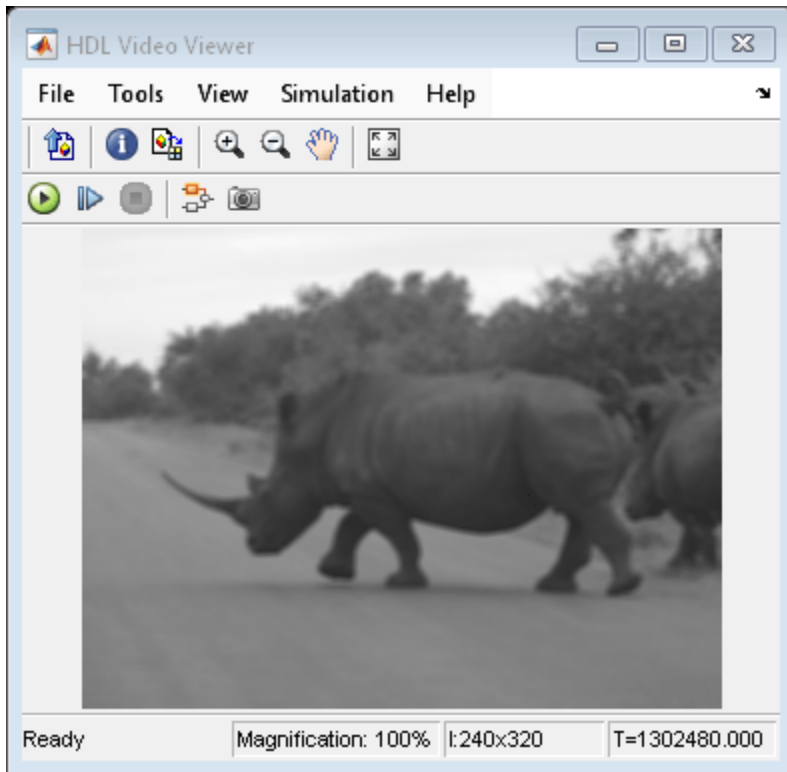 HDL Video Viewer
File Tools View Simulation Help
Ready Magnification: 100% I:240x320 T=1302480.000